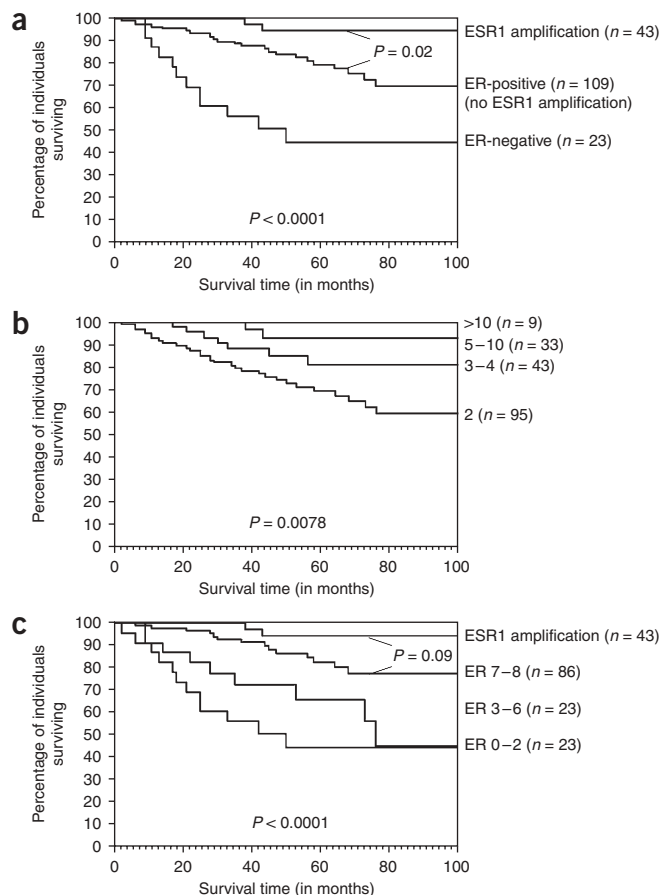 a
Percentage of individuals
surviving
100
90
80
70
60
50
40
30
20
10
0
0 20 40 60 80 100
Survival time (in months)
P = 0.02
P < 0.0001
ESR1 amplification (n = 43)
ER-positive (n = 109)
(no ESR1 amplification)
ER-negative (n = 23)
b
Percentage of individuals
surviving
100
90
80
70
60
50
40
30
20
10
0
0 20 40 60 80 100
Survival time (in months)
P = 0.0078
>10 (n = 9)
5–10 (n = 33)
3–4 (n = 43)
2 (n = 95)
c
Percentage of individuals
surviving
100
90
80
70
60
50
40
30
20
10
0
0 20 40 60 80 100
Survival time (in months)
P = 0.09
P < 0.0001
ESR1 amplification (n = 43)
ER 7–8 (n = 86)
ER 3–6 (n = 23)
ER 0–2 (n = 23)